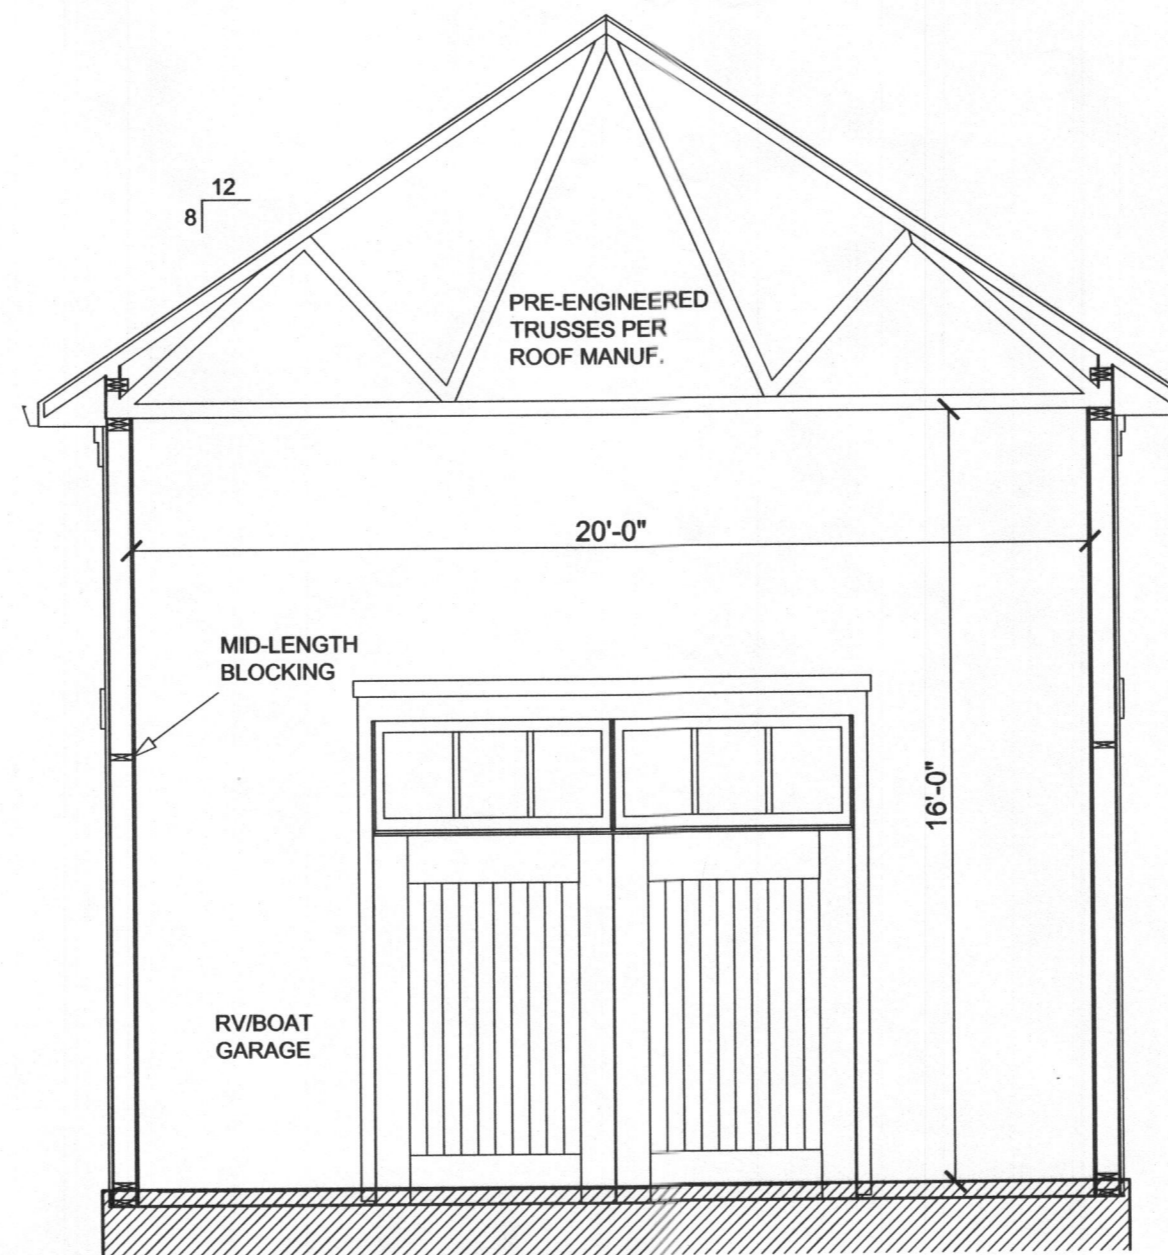 12
8
PRE-ENGINEERED
TRUSSES PER
ROOF MANUF.
20'-0"
MID-LENGTH
BLOCKING
16'-0"
RV/BOAT
GARAGE